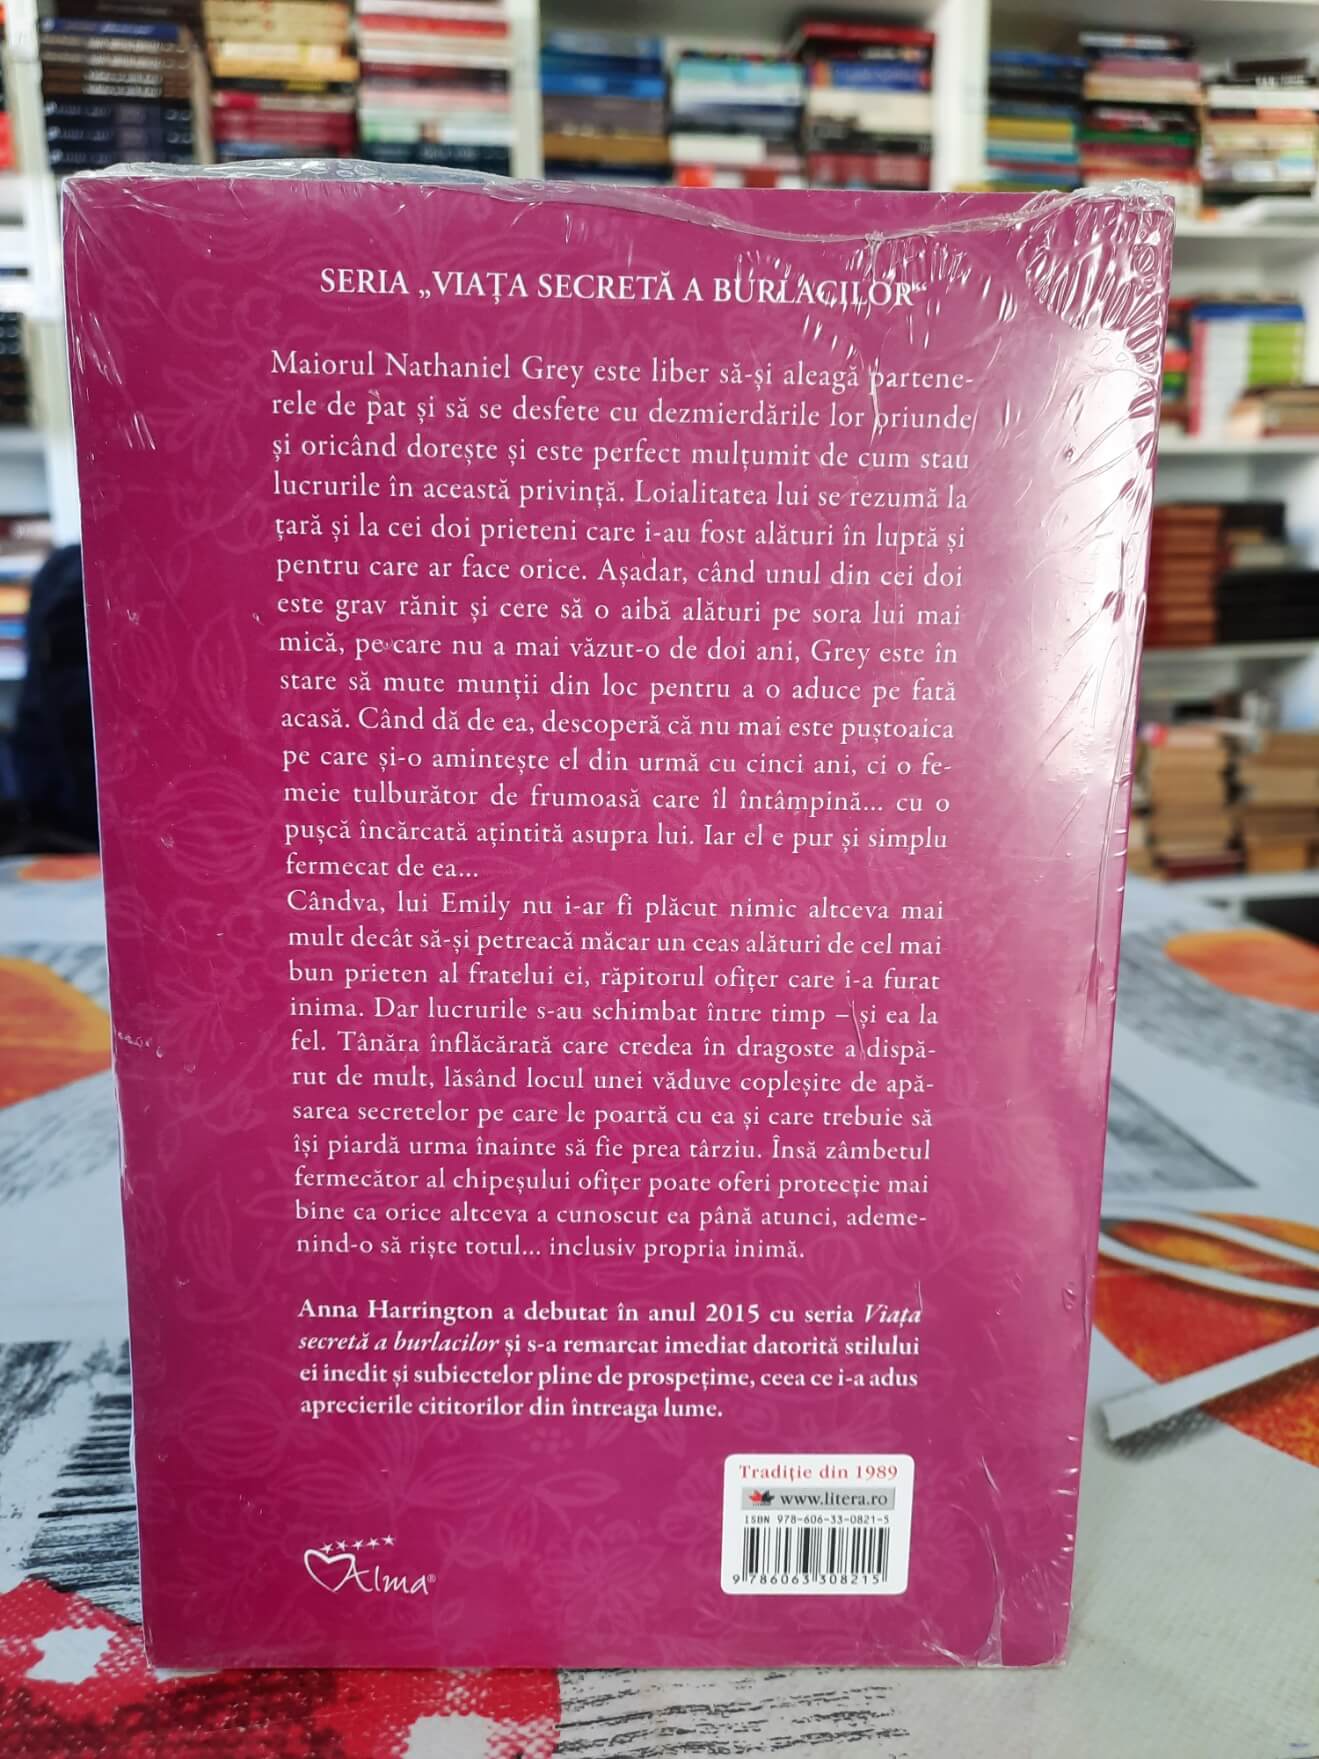 SERIA „VIAȚA SECRETĂ A BURLACILOR“
Maiorul Nathaniel Grey este liber să-și aleagă partene-
rele de pat și să se desfete cu dezmierdările lor oriunde
și oricând dorește și este perfect mulțumit de cum stau
lucrurile în această privință. Loialitatea lui se rezumă la
țară și la cei doi prieteni care i-au fost alături în luptă și
pentru care ar face orice. Așadar, când unul din cei doi
este grav rănit și cere să o aibă alături pe sora lui mai
mică, pe care nu a mai văzut-o de doi ani, Grey este în
stare să mute munții din loc pentru a o aduce pe fată
acasă. Când dă de ea, descoperă că nu mai este puștoaica
pe care și-o amintește el din urmă cu cinci ani, ci o fe-
meie tulburător de frumoasă care îl întâmpină... cu o
pușcă încărcată ațintită asupra lui. Iar el e pur și simplu
fermecat de ea...
Cândva, lui Emily nu i-ar fi plăcut nimic altceva mai
mult decât să-și petreacă măcar un ceas alături de cel mai
bun prieten al fratelui ei, răpitorul ofițer care i-a furat
inima. Dar lucrurile s-au schimbat între timp – și ea la
fel. Tânăra înflăcărată care credea în dragoste a dispă-
rut de mult, lăsând locul unei văduve copleșite de apă-
sarea secretelor pe care le poartă cu ea și care trebuie să
își piardă urma înainte să fie prea târziu. Însă zâmbetul
fermecător al chipeșului ofițer poate oferi protecție mai
bine ca orice altceva a cunoscut ea până atunci, ademe-
nind-o să riște totul... inclusiv propria inimă.
Anna Harrington a debutat în anul 2015 cu seria Viața
secretă a burlacilor și s-a remarcat imediat datorită stilului
ei inedit și subiectelor pline de prospețime, ceea ce i-a adus
aprecierile cititorilor din întreaga lume.
Tradiție din 1989
www.litera.ro
ISBN 978-606-33-0821-5
9 786063 308215
Alma®